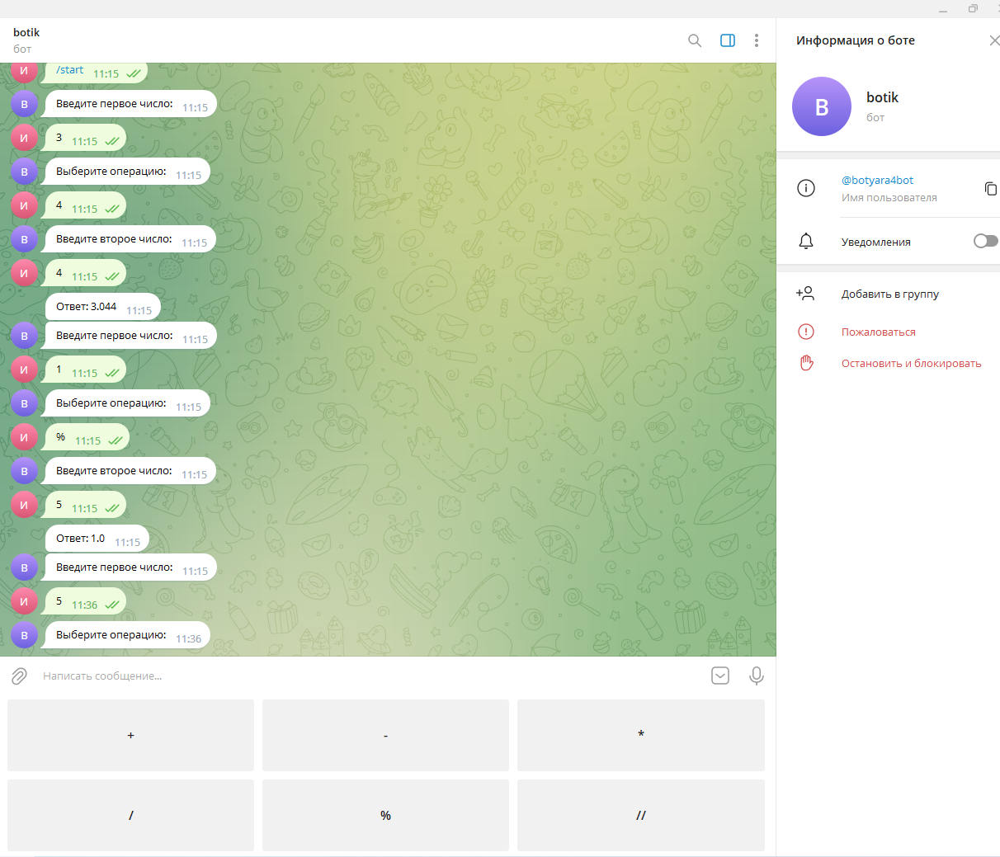 botik
бот
И
/start 11:15
B
Введите первое число: 11:15
И
3 11:15
B
Выберите операцию: 11:15
И
4 11:15
B
Введите второе число: 11:15
И
4 11:15
Ответ: 3.044 11:15
B
Введите первое число: 11:15
И
1 11:15
B
Выберите операцию: 11:15
И
% 11:15
B
Введите второе число: 11:15
И
5 11:15
Ответ: 1.0 11:15
B
Введите первое число: 11:15
И
5 11:36
B
Выберите операцию: 11:36
Написать сообщение...
+ - *
/ % //
Информация о боте
B
botik
бот
@botyara4bot
Имя пользователя
Уведомления
Добавить в группу
Пожаловаться
Остановить и блокировать